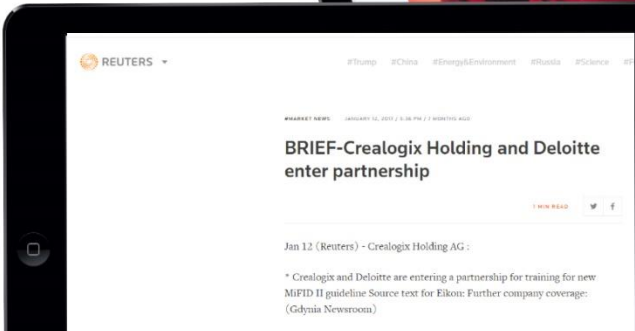 REUTERS
#Trump #China #Energy&Environment #Russia #Science
#MARKET NEWS JANUARY 12, 2017 / 5:36 PM / 7 MONTHS AGO
BRIEF-Crealogix Holding and Deloitte
enter partnership
1 MIN READ
Jan 12 (Reuters) - Crealogix Holding AG :
* Crealogix and Deloitte are entering a partnership for training for new
MiFID II guideline Source text for Eikon: Further company coverage:
(Gdynia Newsroom)